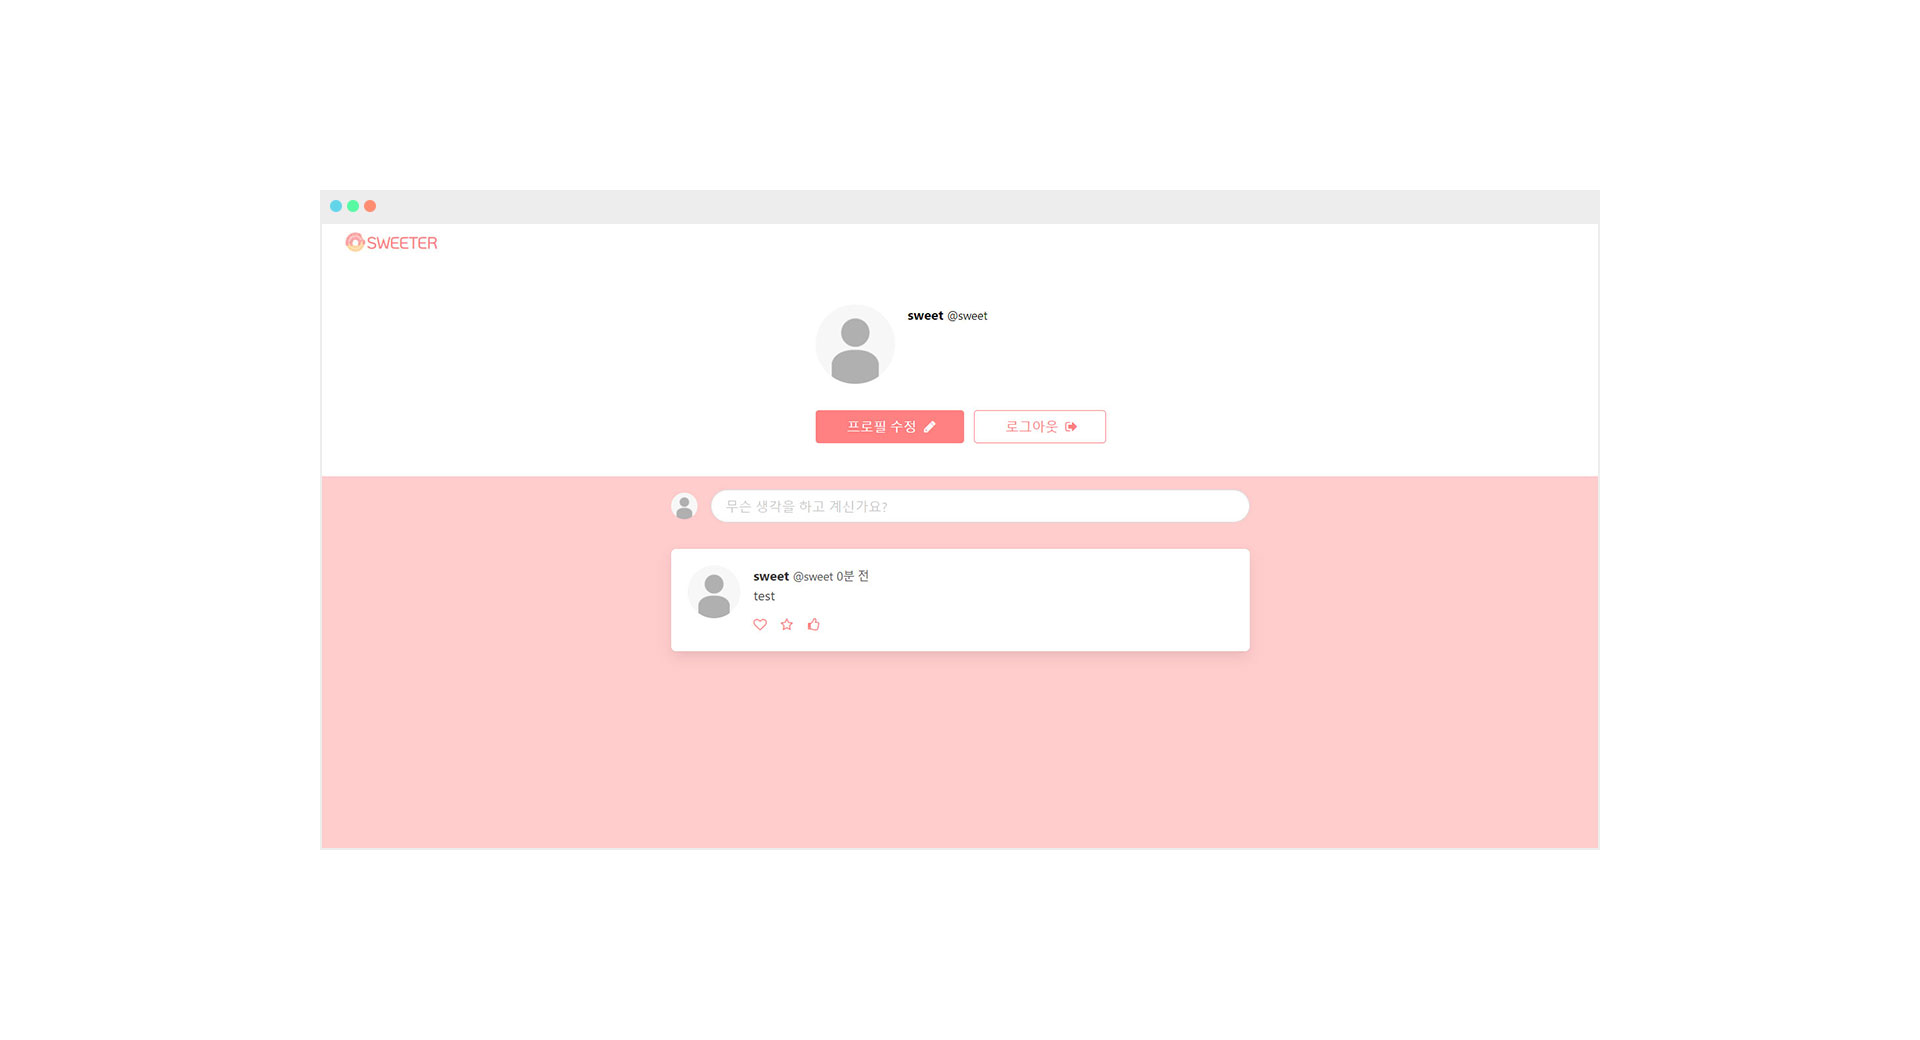 SWEETER
sweet @sweet
프로필 수정
로그아웃
무슨 생각을 하고 계신가요?
sweet @sweet 0분 전
test